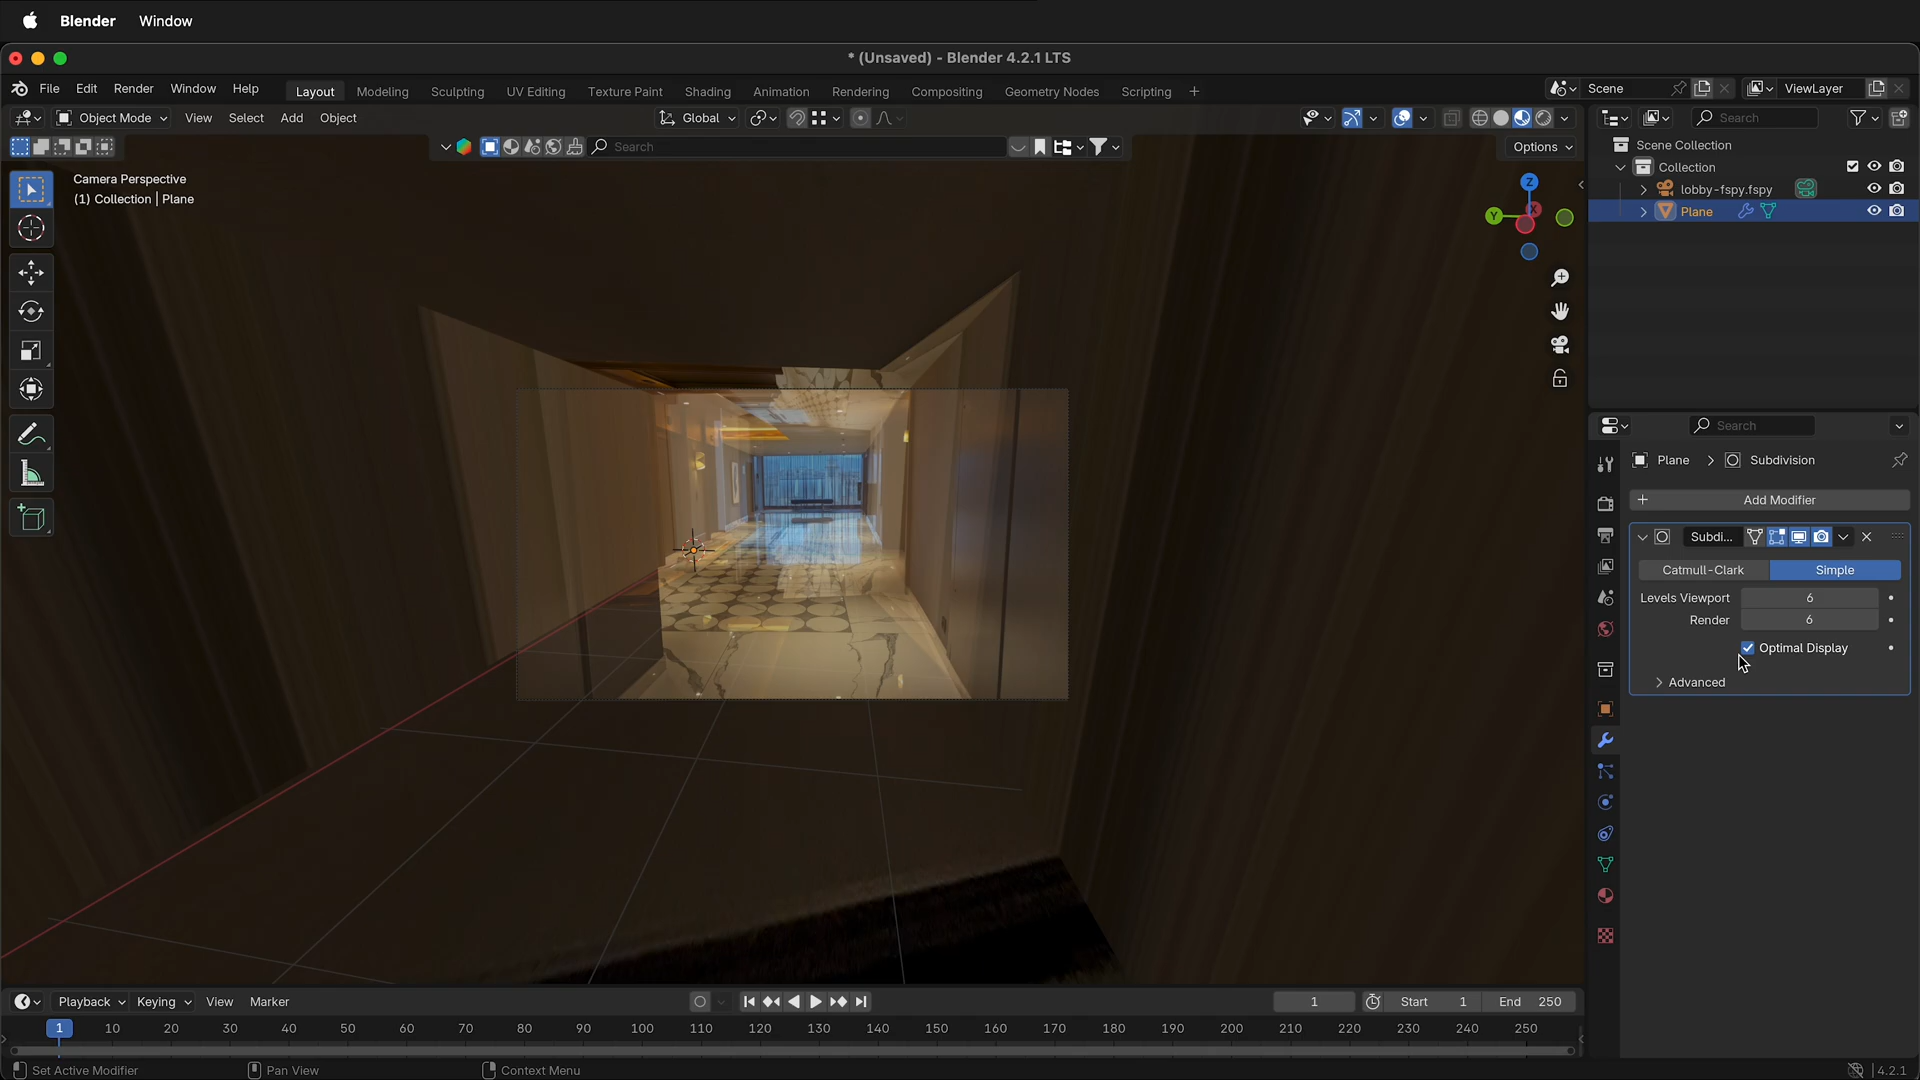 Blender Window
* (Unsaved) - Blender 4.2.1 LTS
File Edit Render Window Help Layout Modeling Sculpting UV Editing Texture Paint Shading Animation Rendering Compositing Geometry Nodes Scripting + Scene ViewLayer
Object Mode View Select Add Object Global Search
Search Options
Scene Collection
Collection
lobby-fspy.fspy
Plane
Camera Perspective
(1) Collection | Plane
Z
Y
X
Search
Plane > Subdivision
+ Add Modifier
Subdi...
Catmull-Clark Simple
Levels Viewport 6
Render 6
Optimal Display
Advanced
Playback Keying View Marker 1 Start 1 End 250
1 10 20 30 40 50 60 70 80 90 100 110 120 130 140 150 160 170 180 190 200 210 220 230 240 250
Set Active Modifier Pan View Context Menu 4.2.1